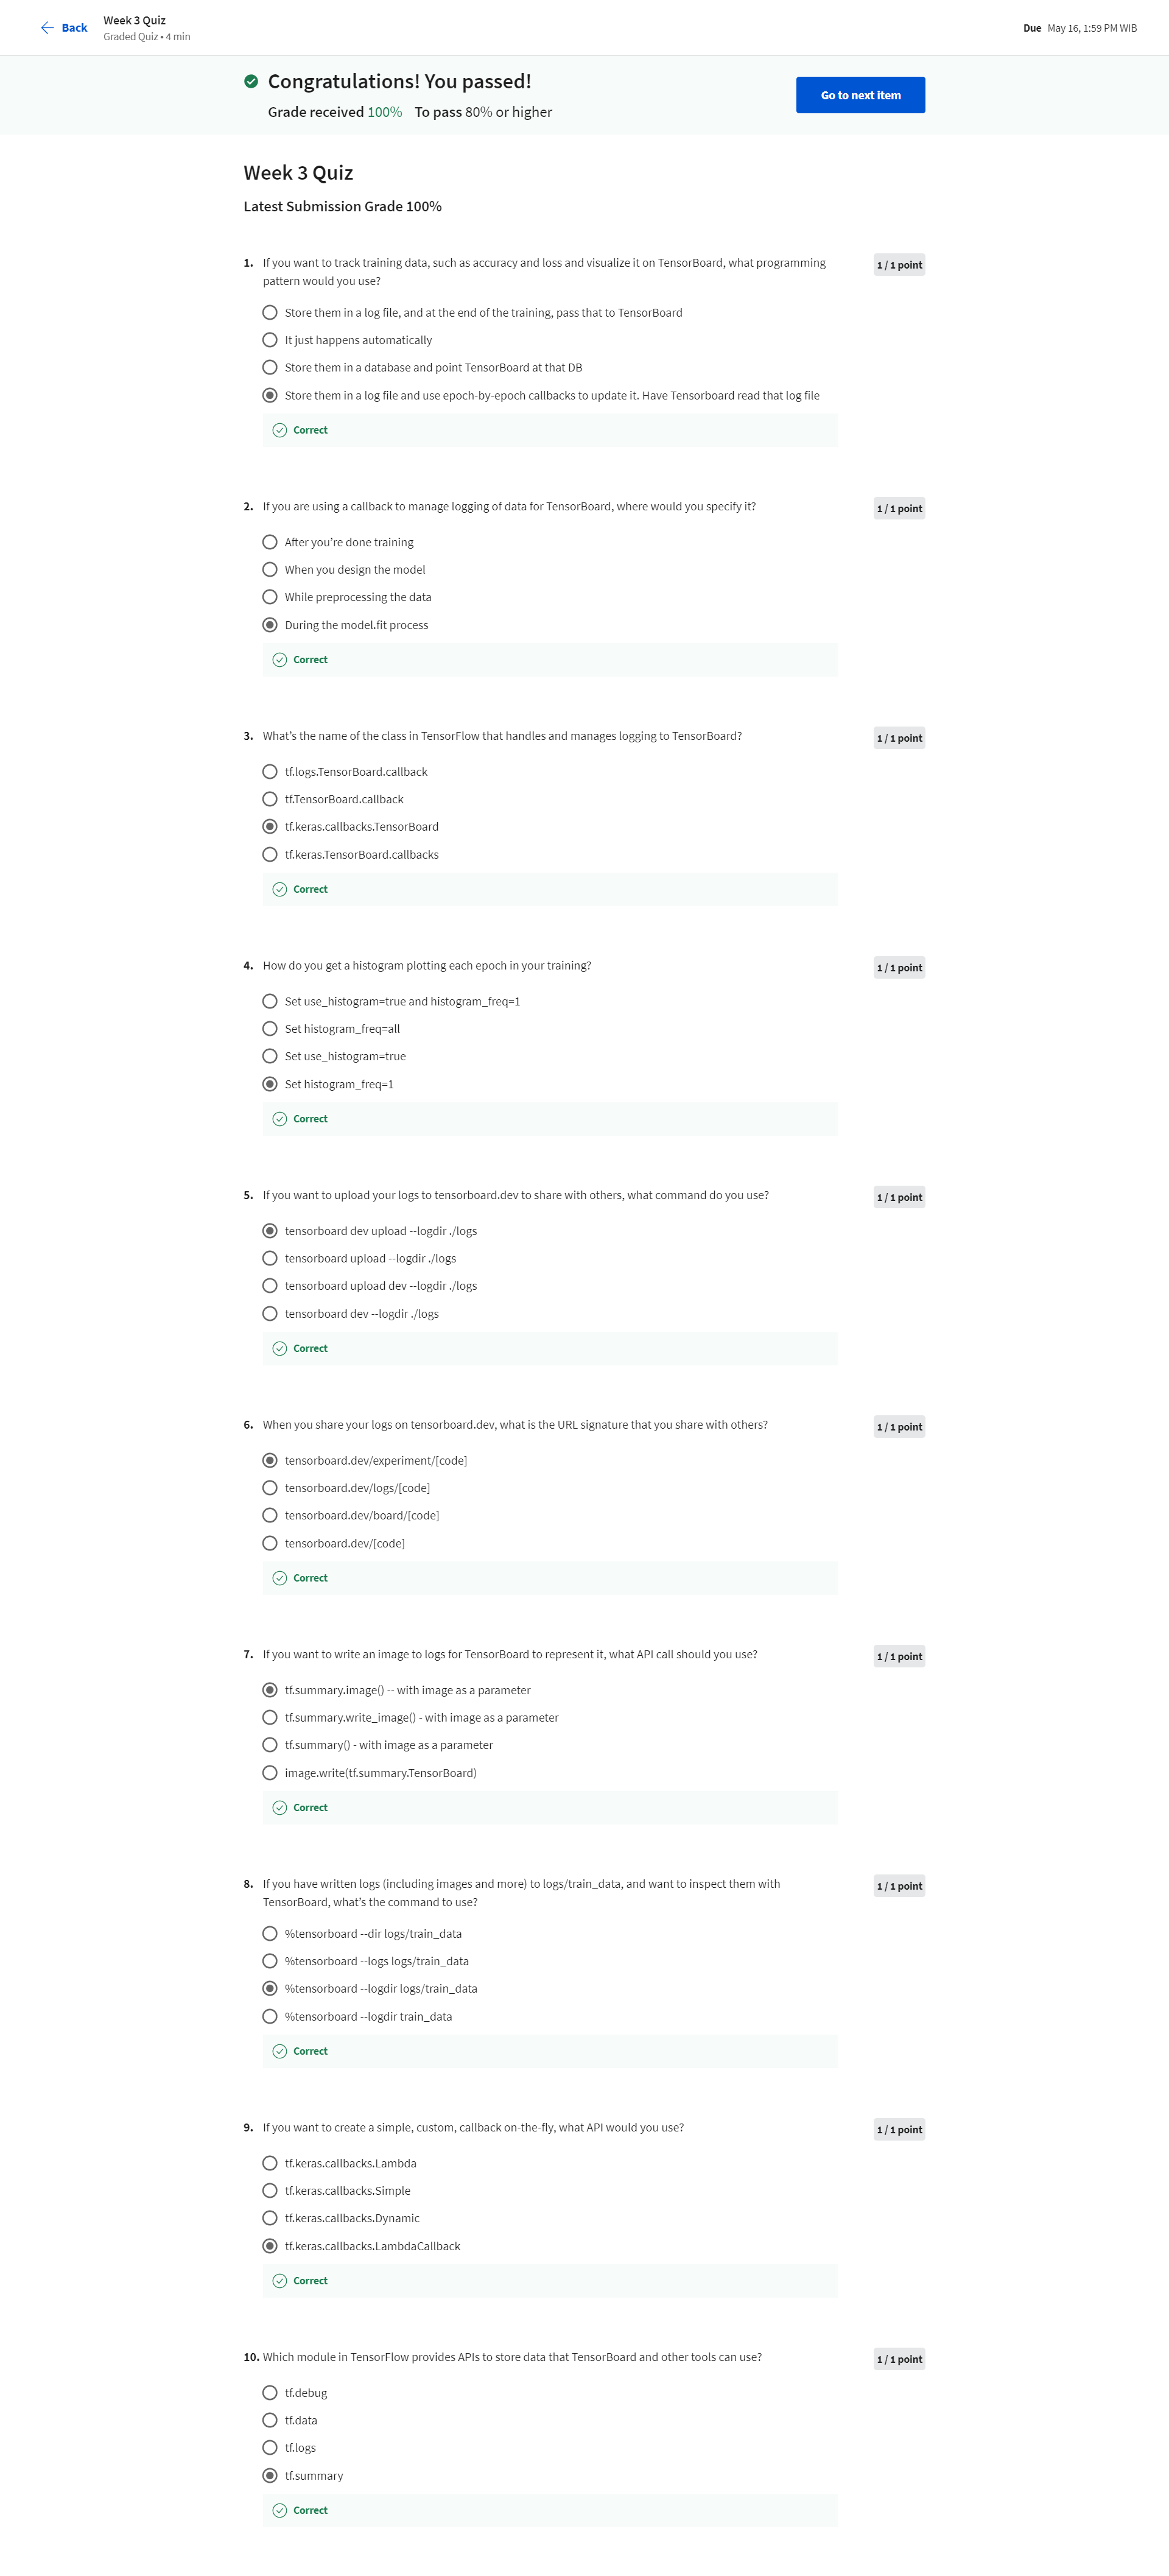 Back
Week 3 Quiz
Graded Quiz • 4 min
Due May 16, 1:59 PM WIB
Congratulations! You passed!
Grade received 100% To pass 80% or higher
Go to next item
Week 3 Quiz
Latest Submission Grade 100%
1. If you want to track training data, such as accuracy and loss and visualize it on TensorBoard, what programming
pattern would you use?
1 / 1 point
Store them in a log file, and at the end of the training, pass that to TensorBoard
It just happens automatically
Store them in a database and point TensorBoard at that DB
Store them in a log file and use epoch-by-epoch callbacks to update it. Have Tensorboard read that log file
Correct
2. If you are using a callback to manage logging of data for TensorBoard, where would you specify it?
1 / 1 point
After you’re done training
When you design the model
While preprocessing the data
During the model.fit process
Correct
3. What’s the name of the class in TensorFlow that handles and manages logging to TensorBoard?
1 / 1 point
tf.logs.TensorBoard.callback
tf.TensorBoard.callback
tf.keras.callbacks.TensorBoard
tf.keras.TensorBoard.callbacks
Correct
4. How do you get a histogram plotting each epoch in your training?
1 / 1 point
Set use_histogram=true and histogram_freq=1
Set histogram_freq=all
Set use_histogram=true
Set histogram_freq=1
Correct
5. If you want to upload your logs to tensorboard.dev to share with others, what command do you use?
1 / 1 point
tensorboard dev upload --logdir ./logs
tensorboard upload --logdir ./logs
tensorboard upload dev --logdir ./logs
tensorboard dev --logdir ./logs
Correct
6. When you share your logs on tensorboard.dev, what is the URL signature that you share with others?
1 / 1 point
tensorboard.dev/experiment/[code]
tensorboard.dev/logs/[code]
tensorboard.dev/board/[code]
tensorboard.dev/[code]
Correct
7. If you want to write an image to logs for TensorBoard to represent it, what API call should you use?
1 / 1 point
tf.summary.image() -- with image as a parameter
tf.summary.write_image() - with image as a parameter
tf.summary() - with image as a parameter
image.write(tf.summary.TensorBoard)
Correct
8. If you have written logs (including images and more) to logs/train_data, and want to inspect them with
TensorBoard, what’s the command to use?
1 / 1 point
%tensorboard --dir logs/train_data
%tensorboard --logs logs/train_data
%tensorboard --logdir logs/train_data
%tensorboard --logdir train_data
Correct
9. If you want to create a simple, custom, callback on-the-fly, what API would you use?
1 / 1 point
tf.keras.callbacks.Lambda
tf.keras.callbacks.Simple
tf.keras.callbacks.Dynamic
tf.keras.callbacks.LambdaCallback
Correct
10. Which module in TensorFlow provides APIs to store data that TensorBoard and other tools can use?
1 / 1 point
tf.debug
tf.data
tf.logs
tf.summary
Correct